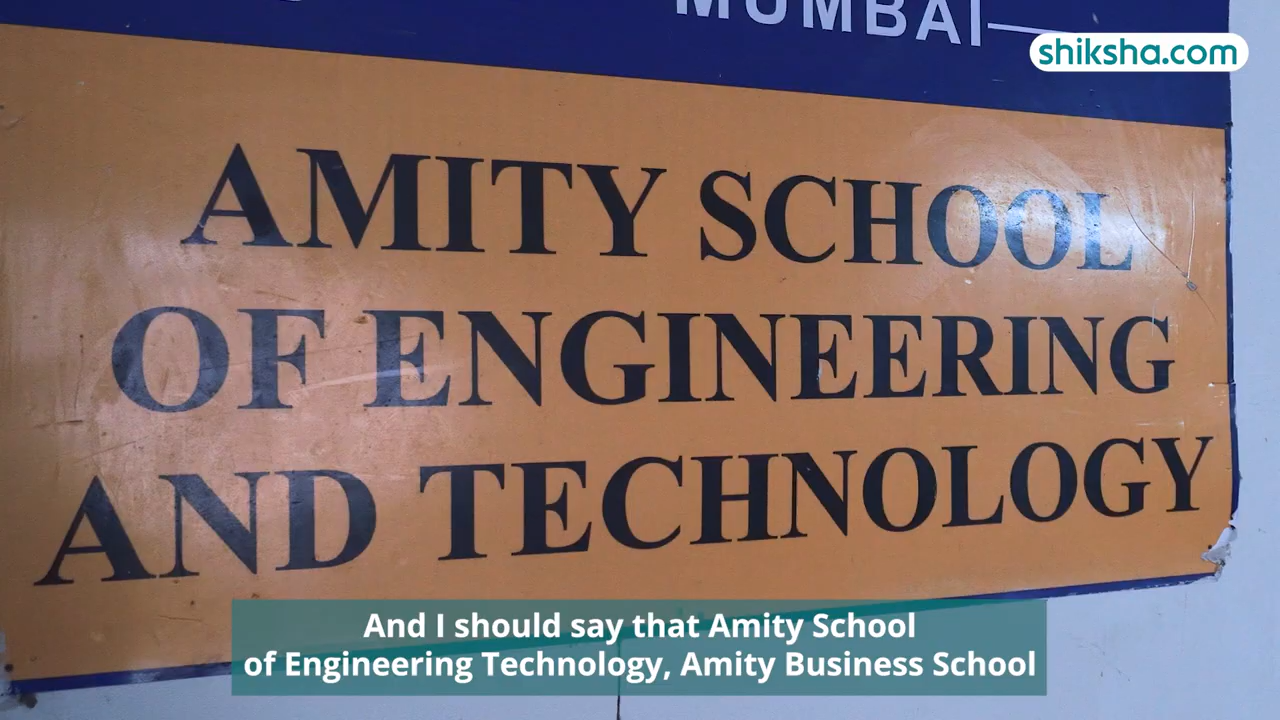 MUMBAI
shiksha.com
AMITY SCHOOL
OF ENGINEERING
AND TECHNOLOGY
And I should say that Amity School
of Engineering Technology, Amity Business School